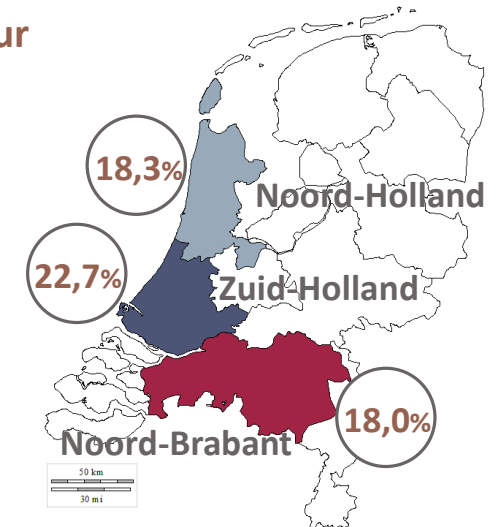 ur
18,3%
Noord-Holland
22,7%
Zuid-Holland
18,0%
Noord-Brabant
50 km
30 mi